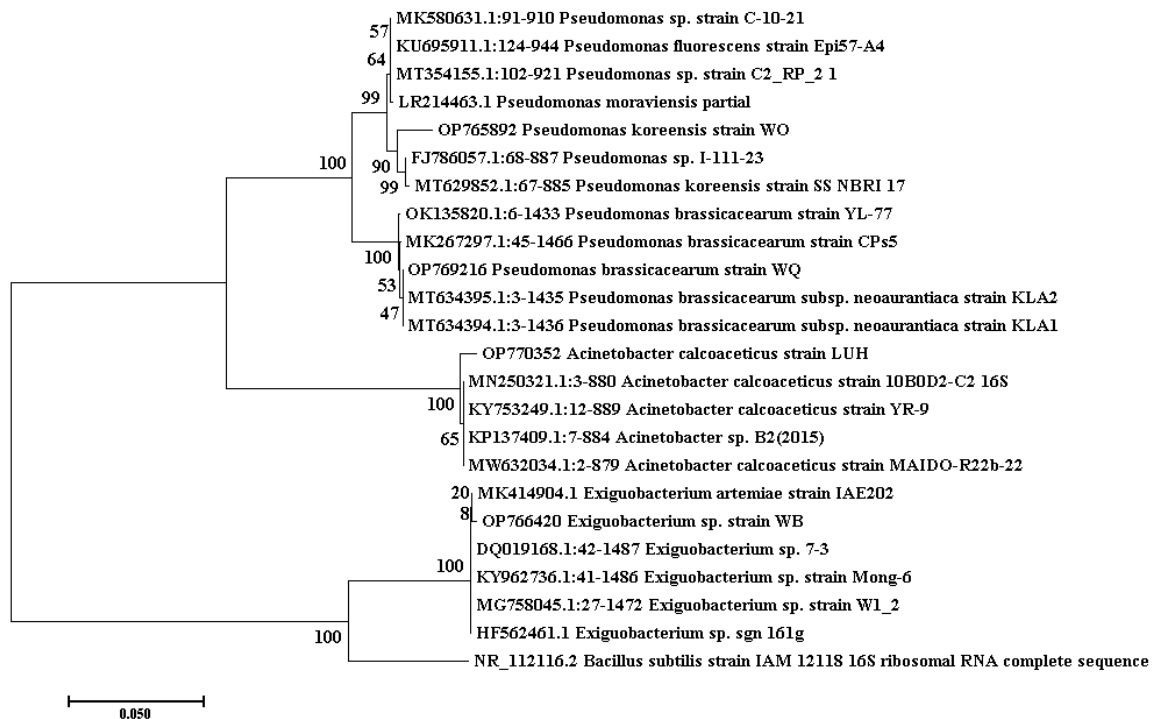 MK580631.1:91-910 Pseudomonas sp. strain C-10-21
57
KU695911.1:124-944 Pseudomonas fluorescens strain Epi57-A4
64
MT354155.1:102-921 Pseudomonas sp. strain C2_RP_2 1
99
LR214463.1 Pseudomonas moraviensis partial
OP765892 Pseudomonas koreensis strain WO
100
FJ786057.1:68-887 Pseudomonas sp. I-111-23
90
99
MT629852.1:67-885 Pseudomonas koreensis strain SS NBRI 17
OK135820.1:6-1433 Pseudomonas brassicacearum strain YL-77
MK267297.1:45-1466 Pseudomonas brassicacearum strain CPs5
100
OP769216 Pseudomonas brassicacearum strain WQ
53
MT634395.1:3-1435 Pseudomonas brassicacearum subsp. neoaurantiaca strain KLA2
47
MT634394.1:3-1436 Pseudomonas brassicacearum subsp. neoaurantiaca strain KLA1
OP770352 Acinetobacter calcoaceticus strain LUH
MN250321.1:3-880 Acinetobacter calcoaceticus strain 10B0D2-C2 16S
100
KY753249.1:12-889 Acinetobacter calcoaceticus strain YR-9
65
KP137409.1:7-884 Acinetobacter sp. B2(2015)
MW632034.1:2-879 Acinetobacter calcoaceticus strain MAIDO-R22b-22
20
MK414904.1 Exiguobacterium artemiae strain IAE202
8
OP766420 Exiguobacterium sp. strain WB
DQ019168.1:42-1487 Exiguobacterium sp. 7-3
100
KY962736.1:41-1486 Exiguobacterium sp. strain Mong-6
MG758045.1:27-1472 Exiguobacterium sp. strain W1_2
HF562461.1 Exiguobacterium sp. sgn 161g
100
NR_112116.2 Bacillus subtilis strain IAM 12118 16S ribosomal RNA complete sequence
0.050